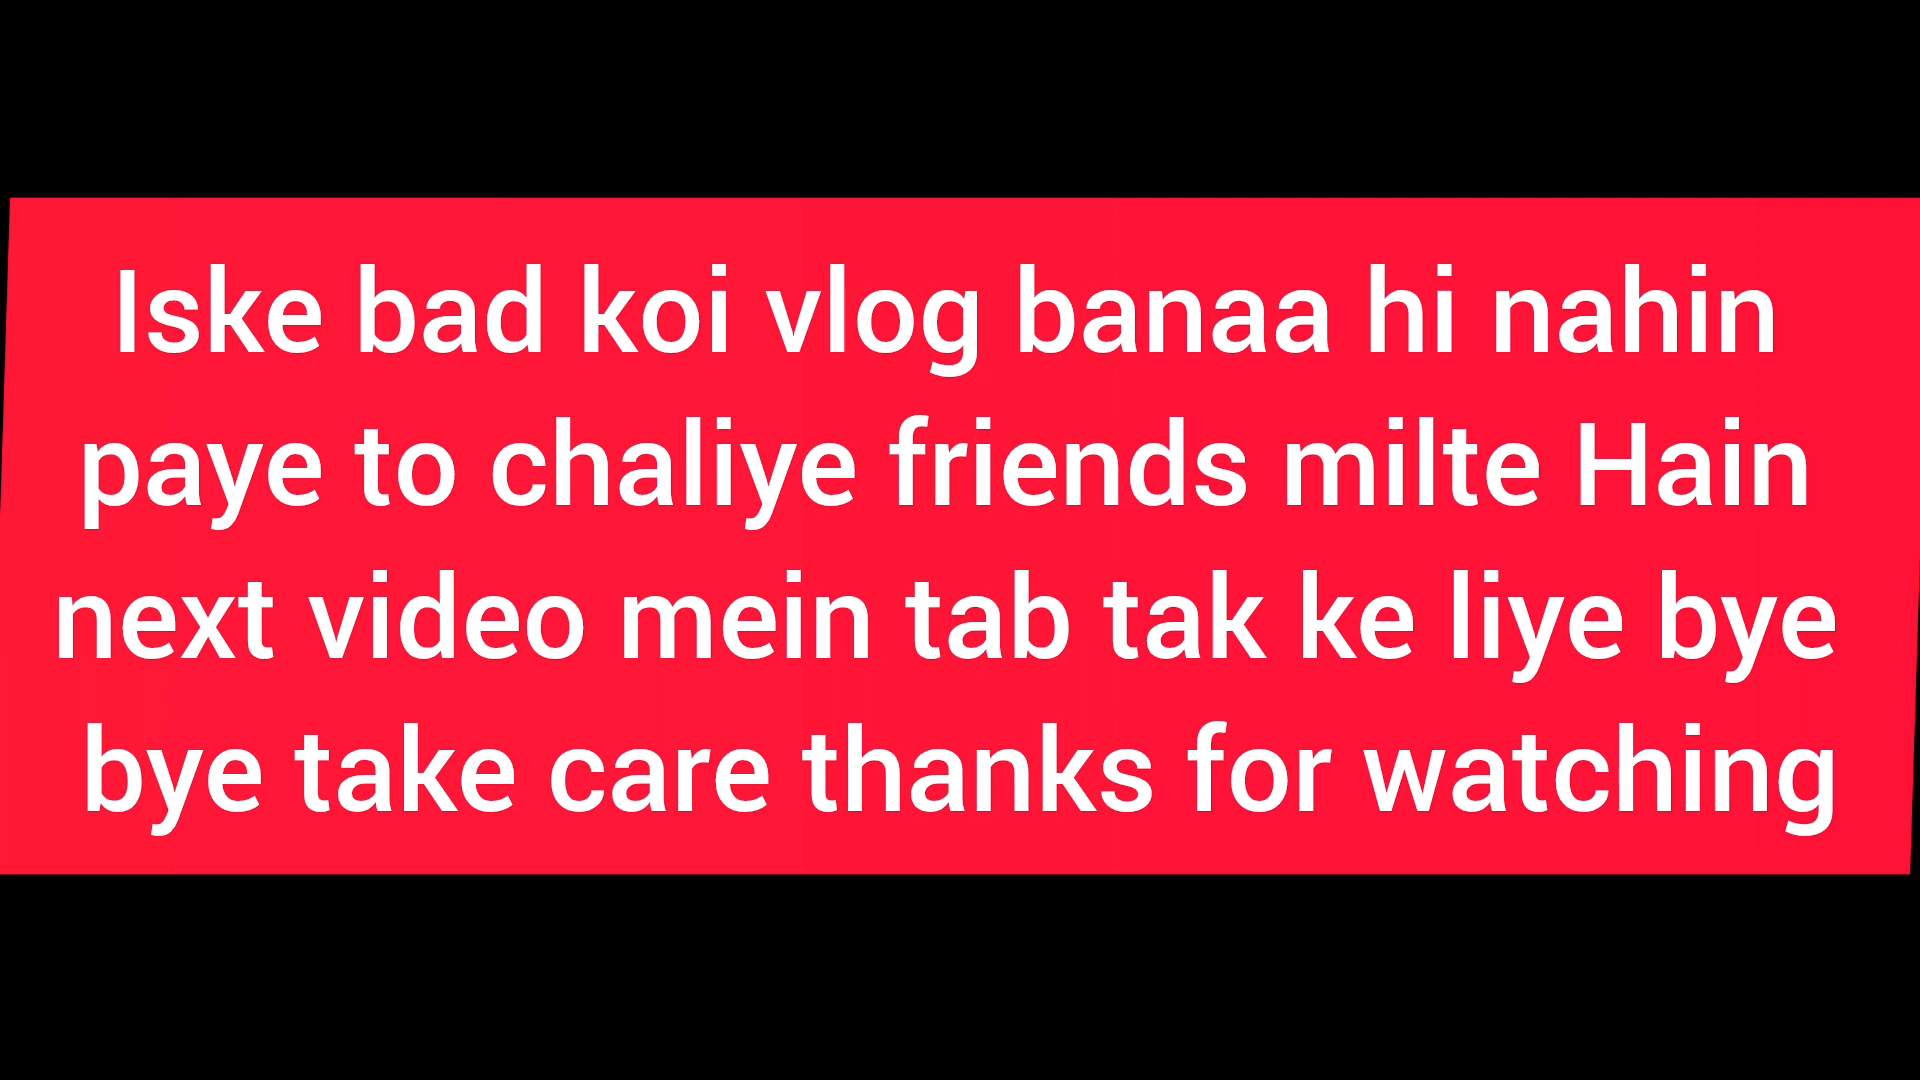 Iske bad koi vlog banaa hi nahin
paye to chaliye friends milte Hain
next video mein tab tak ke liye bye
bye take care thanks for watching